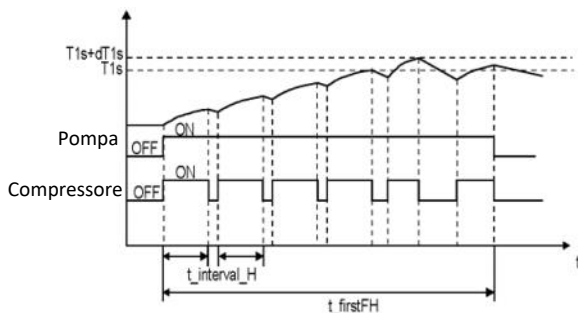 T1s+dT1s
T1s
Pompa
ON
OFF
Compressore
ON
OFF
t
t_interval_H
t_firstFH